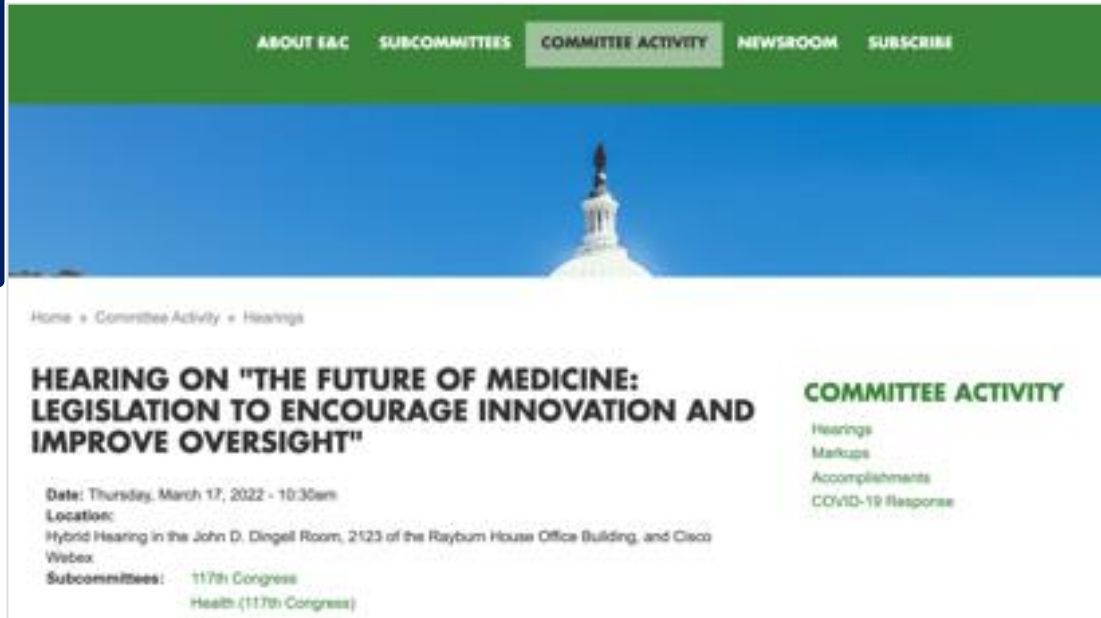 ABOUT E&C SUBCOMMITTEES COMMITTEE ACTIVITY NEWSROOM SUBSCRIBE
Home » Committee Activity » Hearings
HEARING ON "THE FUTURE OF MEDICINE:
LEGISLATION TO ENCOURAGE INNOVATION AND
IMPROVE OVERSIGHT"
Date: Thursday, March 17, 2022 - 10:30am
Location:
Hybrid Hearing in the John D. Dingell Room, 2123 of the Rayburn House Office Building, and Cisco
Webex
Subcommittees: 117th Congress
Health (117th Congress)
COMMITTEE ACTIVITY
Hearings
Markups
Accomplishments
COVID-19 Response